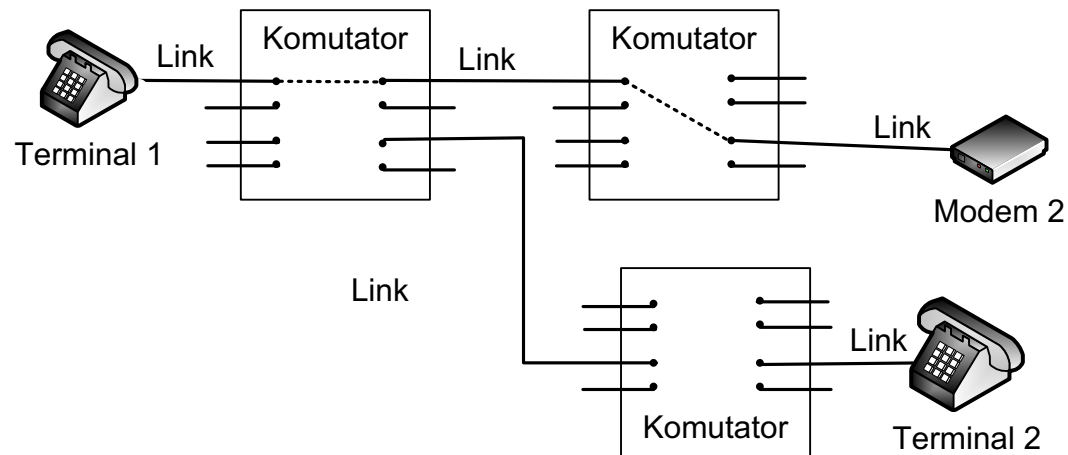 Komutator
Komutator
Link
Link
Link
Terminal 1
Modem 2
Link
Link
Komutator
Terminal 2